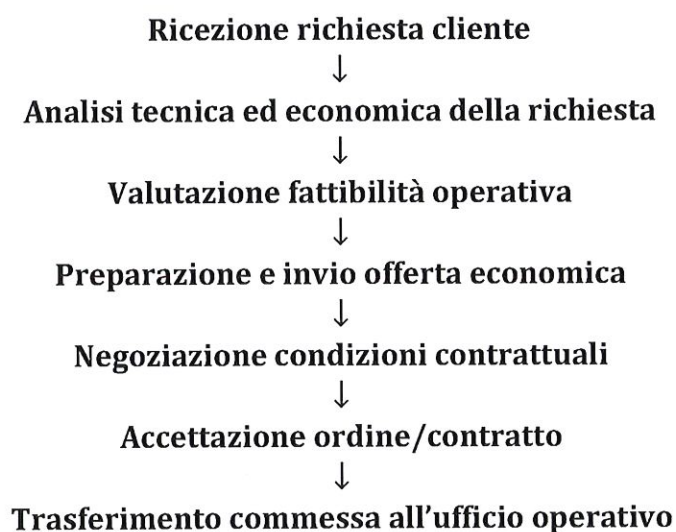 Ricezione richiesta cliente
↓
Analisi tecnica ed economica della richiesta
↓
Valutazione fattibilità operativa
↓
Preparazione e invio offerta economica
↓
Negoziazione condizioni contrattuali
↓
Accettazione ordine/contratto
↓
Trasferimento commessa all'ufficio operativo